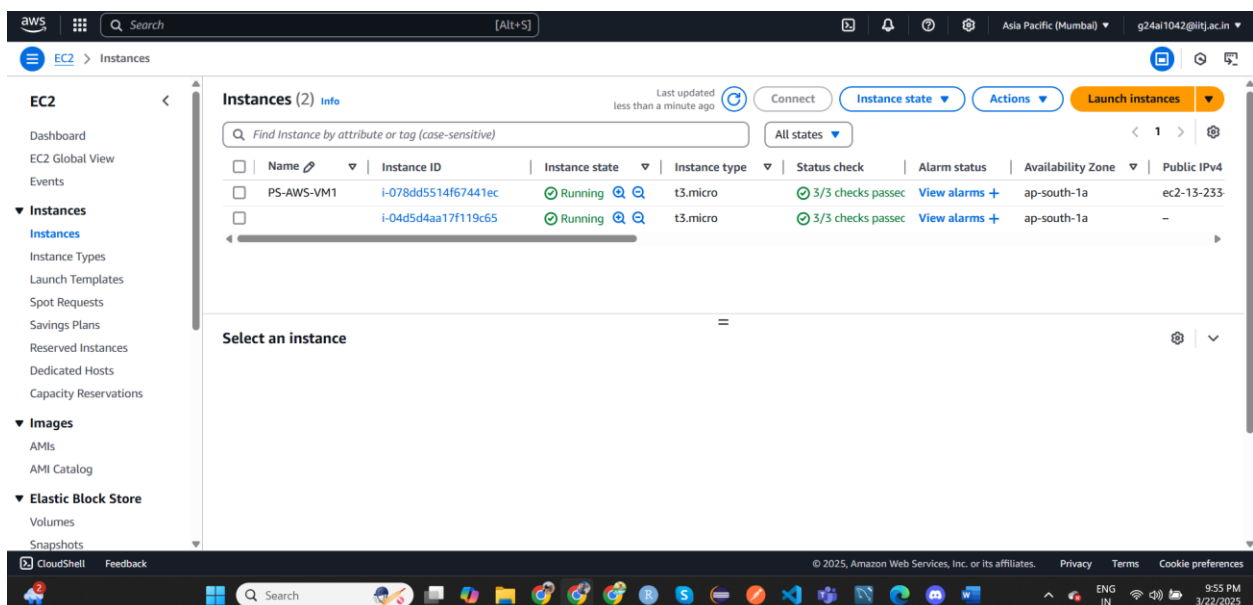 aws
Search [Alt+S]
Asia Pacific (Mumbai) ▼ g24ai1042@iitj.ac.in ▼
EC2 > Instances
EC2
Dashboard
EC2 Global View
Events
▼ Instances
Instances
Instance Types
Launch Templates
Spot Requests
Savings Plans
Reserved Instances
Dedicated Hosts
Capacity Reservations
▼ Images
AMIs
AMI Catalog
▼ Elastic Block Store
Volumes
Snapshots
Instances (2) Info
Last updated
less than a minute ago
Connect
Instance state ▼
Actions ▼
Launch instances ▼
Find Instance by attribute or tag (case-sensitive)
All states ▼
< 1 >
Name Instance ID Instance state Instance type Status check Alarm status Availability Zone Public IPv4
PS-AWS-VM1 i-078dd5514f67441ec Running t3.micro 3/3 checks passec View alarms + ap-south-1a ec2-13-233-
i-04d5d4aa17f119c65 Running t3.micro 3/3 checks passec View alarms + ap-south-1a –
Select an instance
CloudShell Feedback
© 2025, Amazon Web Services, Inc. or its affiliates. Privacy Terms Cookie preferences
2
Search
ENG
IN
9:55 PM
3/22/2025